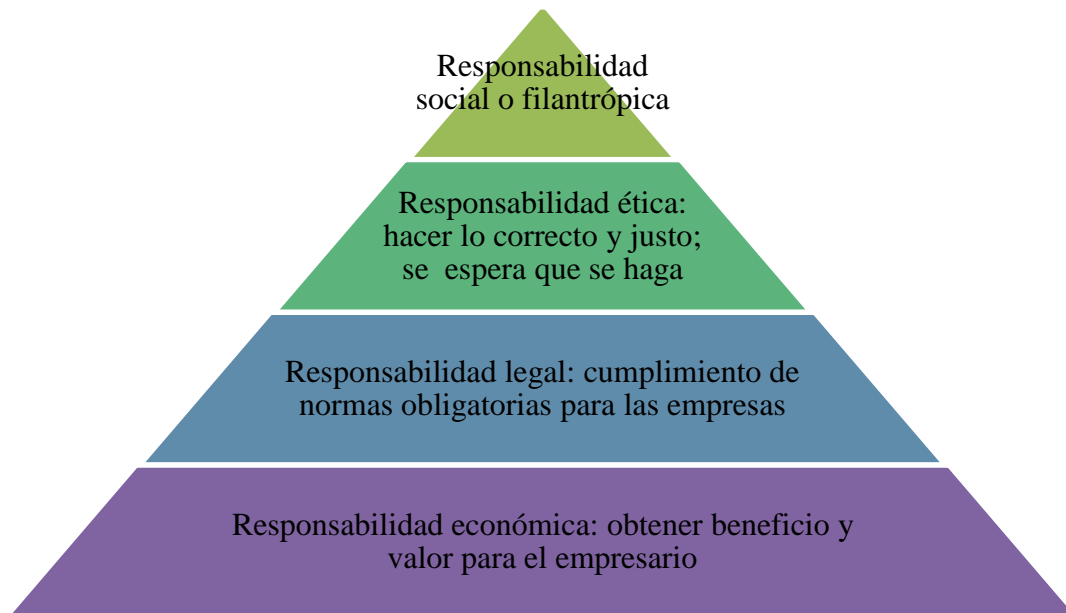 Responsabilidad
social o filantrópica
Responsabilidad ética:
hacer lo correcto y justo;
se  espera que se haga
Responsabilidad legal: cumplimiento de
normas obligatorias para las empresas
Responsabilidad económica: obtener beneficio y
valor para el empresario